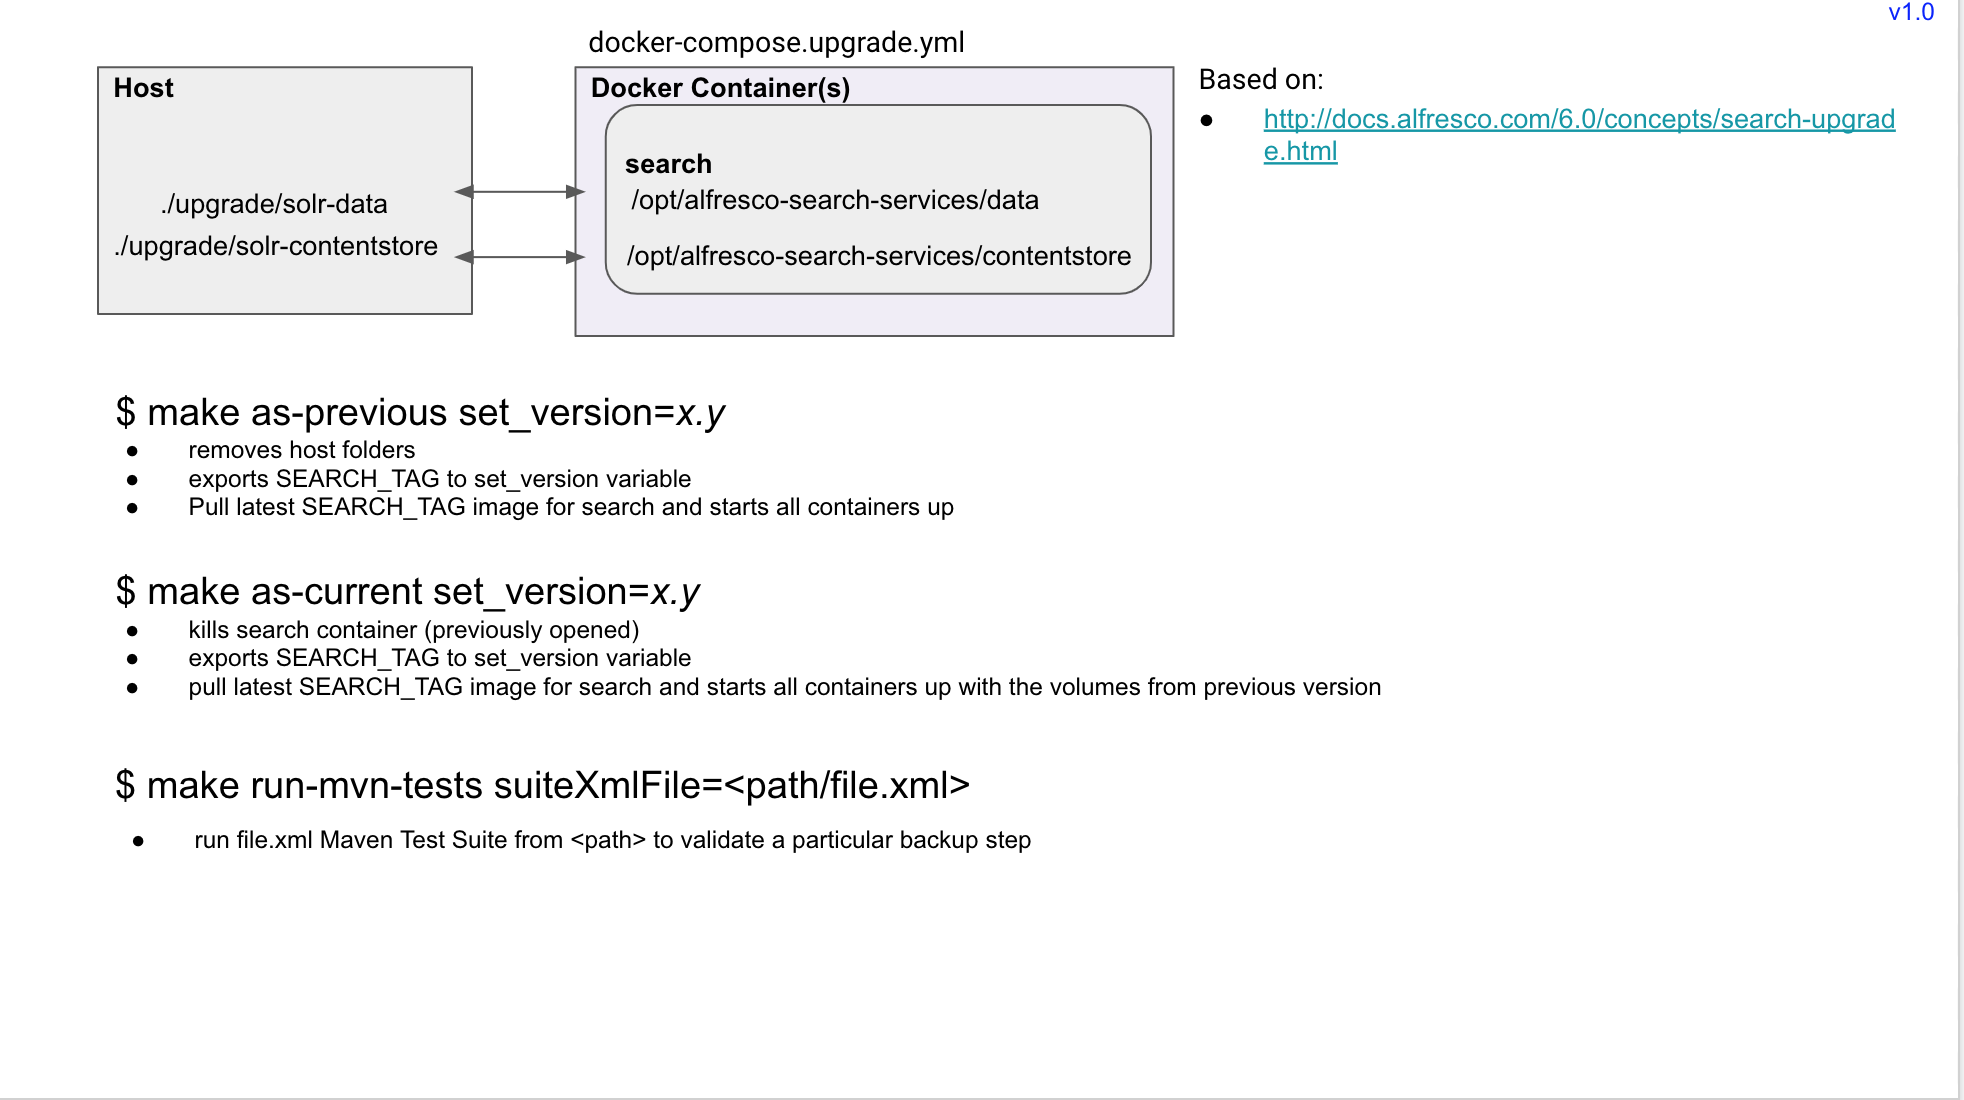 v1.0
docker-compose.upgrade.yml
Host
./upgrade/solr-data
./upgrade/solr-contentstore
Docker Container(s)
search
/opt/alfresco-search-services/data
/opt/alfresco-search-services/contentstore
Based on:
● http://docs.alfresco.com/6.0/concepts/search-upgrad
e.html
$ make as-previous set_version=x.y
● removes host folders
● exports SEARCH_TAG to set_version variable
● Pull latest SEARCH_TAG image for search and starts all containers up
$ make as-current set_version=x.y
● kills search container (previously opened)
● exports SEARCH_TAG to set_version variable
● pull latest SEARCH_TAG image for search and starts all containers up with the volumes from previous version
$ make run-mvn-tests suiteXmlFile=<path/file.xml>
● run file.xml Maven Test Suite from <path> to validate a particular backup step